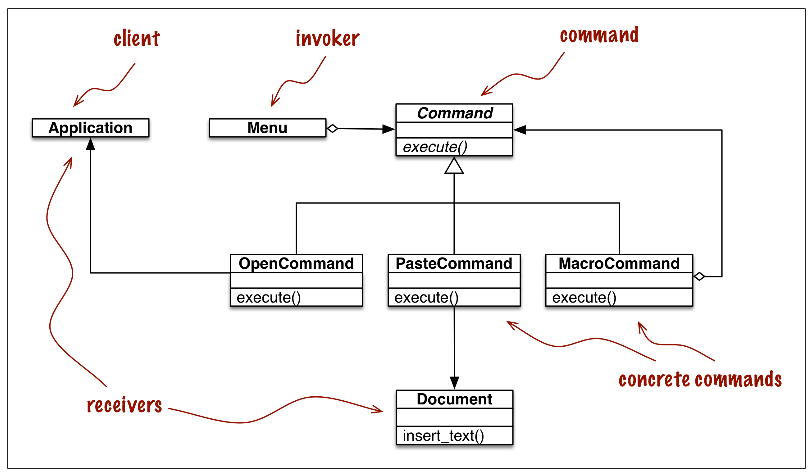 client
invoker
command
Application
Menu
Command
execute()
OpenCommand
execute()
PasteCommand
execute()
MacroCommand
execute()
receivers
concrete commands
Document
insert_text()